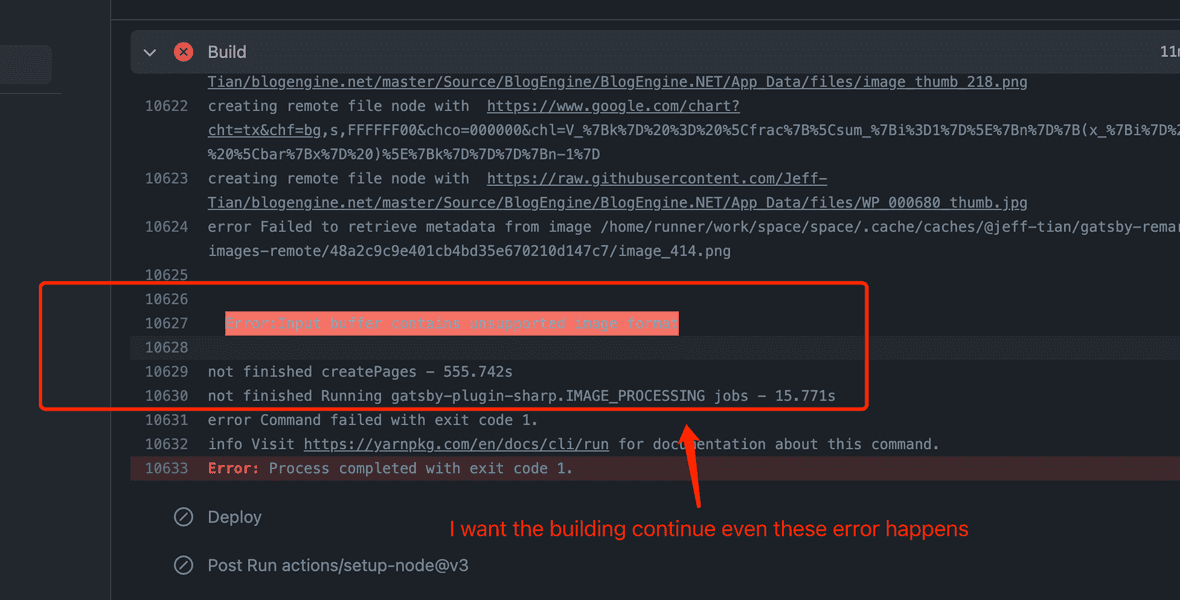 Build 11m
Tian/blogengine.net/master/Source/BlogEngine/BlogEngine.NET/App_Data/files/image_thumb_218.png
10622 creating remote file node with https://www.google.com/chart?
cht=tx&chf=bg,s,FFFFFF00&chco=000000&chl=V_%7Bk%7D%20%3D%20%5Cfrac%7B%5Csum_%7Bi%3D1%7D%5E%7Bn%7D%7B(x_%7Bi%7D%2
%20%5Cbar%7Bx%7D%20)%5E%7Bk%7D%7D%7D%7Bn-1%7D
10623 creating remote file node with https://raw.githubusercontent.com/Jeff-
Tian/blogengine.net/master/Source/BlogEngine/BlogEngine.NET/App_Data/files/WP_000680_thumb.jpg
10624 error Failed to retrieve metadata from image /home/runner/work/space/space/.cache/caches/@jeff-tian/gatsby-remar
images-remote/48a2c9c9e401cb4bd35e670210d147c7/image_414.png
10625
10626
10627 Error:Input buffer contains unsupported image format
10628
10629 not finished createPages - 555.742s
10630 not finished Running gatsby-plugin-sharp.IMAGE_PROCESSING jobs - 15.771s
10631 error Command failed with exit code 1.
10632 info Visit https://yarnpkg.com/en/docs/cli/run for documentation about this command.
10633 Error: Process completed with exit code 1.
Deploy
I want the building continue even these error happens
Post Run actions/setup-node@v3